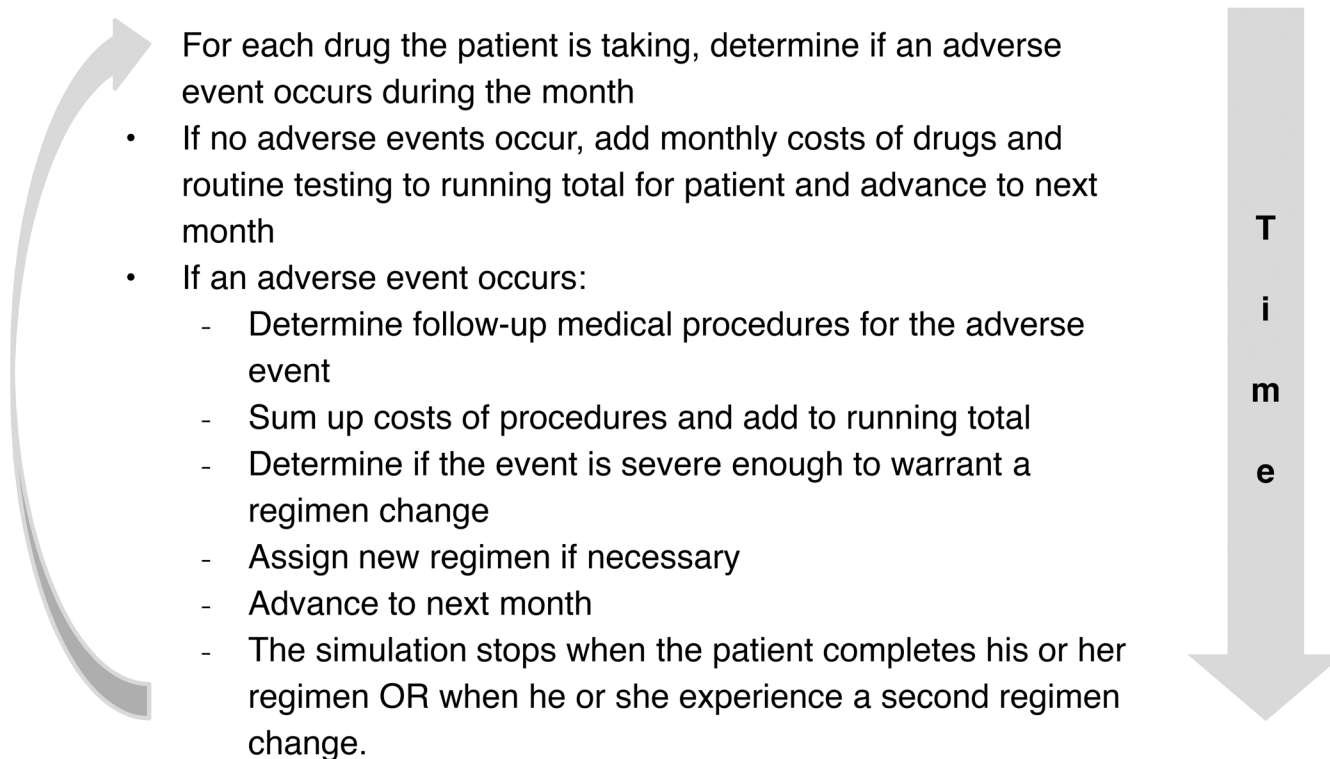 For each drug the patient is taking, determine if an adverse
event occurs during the month
• If no adverse events occur, add monthly costs of drugs and
routine testing to running total for patient and advance to next
month
• If an adverse event occurs:
- Determine follow-up medical procedures for the adverse
event
- Sum up costs of procedures and add to running total
- Determine if the event is severe enough to warrant a
regimen change
- Assign new regimen if necessary
- Advance to next month
- The simulation stops when the patient completes his or her
regimen OR when he or she experience a second regimen
change.
T
i
m
e